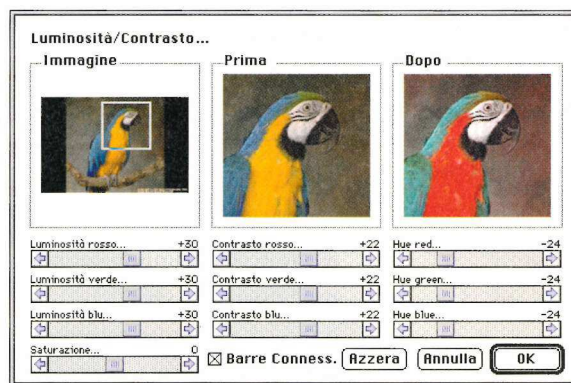 Luminosità/Contrasto...
Immagine
Prima
Dopo
Luminosità rosso... +30
Contrasto rosso... +22
Hue red... -24
Luminosità verde... +30
Contrasto verde... +22
Hue green... -24
Luminosità blu... +30
Contrasto blu... +22
Hue blue... -24
Saturazione... 0
Barre Conness.
Azzera
Annulla
OK